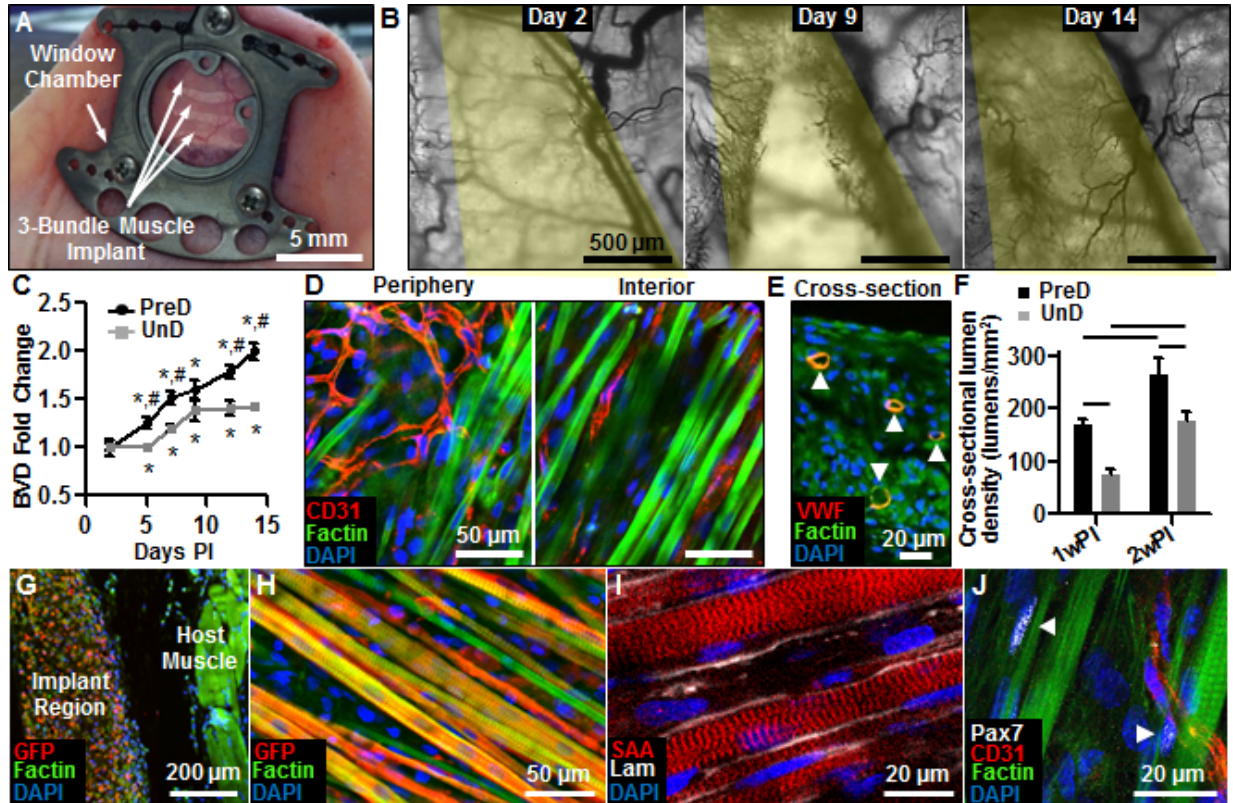 A
Window
Chamber
3-Bundle Muscle
Implant
5 mm
B
Day 2
Day 9
Day 14
500 µm
C
BVD Fold Change
2.5
2.0
1.5
1.0
0.5
PreD
UnD
*,#
*,#
*
*,#
*,#
*
*
*
*
*
0
5
10
15
Days PI
D
Periphery
Interior
CD31
Factin
DAPI
50 µm
E
Cross-section
VWF
Factin
DAPI
20 µm
F
PreD
UnD
Cross-sectional lumen
density (lumens/mm²)
300
200
100
0
1wPI
2wPI
G
Implant
Region
Host
Muscle
GFP
Factin
DAPI
200 µm
H
GFP
Factin
DAPI
50 µm
I
SAA
Lam
DAPI
20 µm
J
Pax7
CD31
Factin
DAPI
20 µm